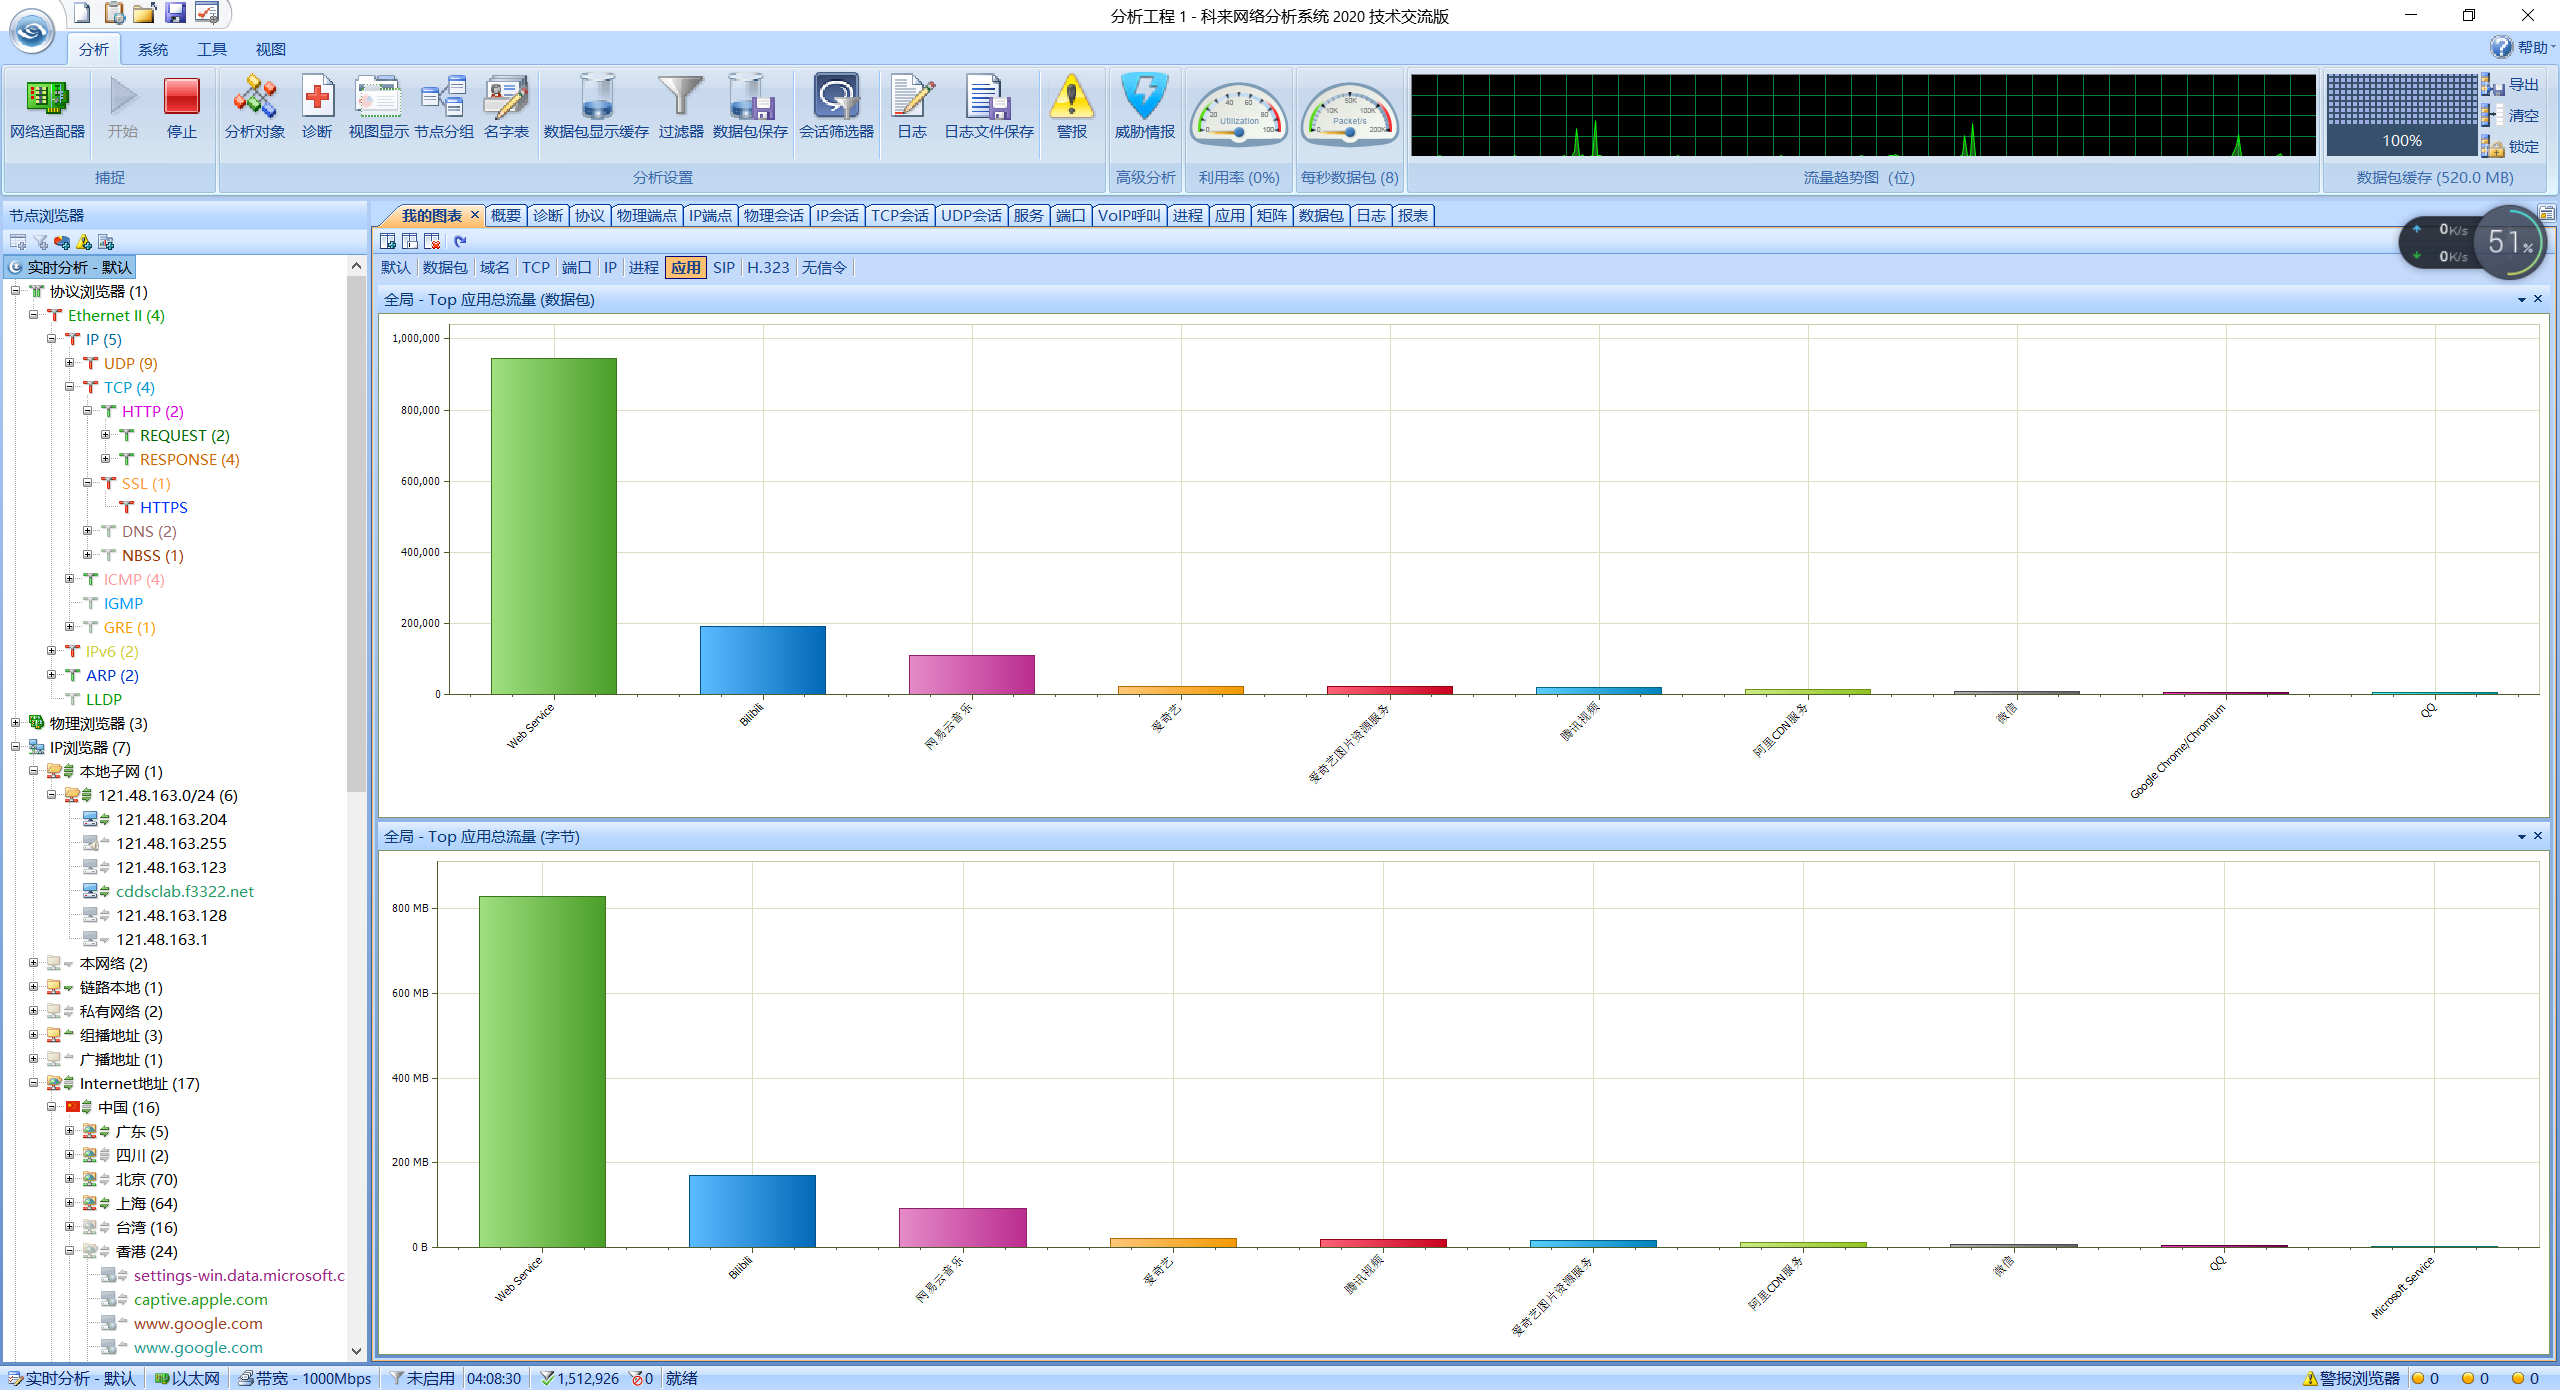 分析工程 1 - 科来网络分析系统 2020 技术交流版
分析 系统 工具 视图 帮助
网络适配器 开始 停止 分析对象 诊断 视图显示 节点分组 名字表 数据包显示缓存 过滤器 数据包保存 会话筛选器 日志 日志文件保存 警报 威胁情报
Utilization 0 20 40 60 80 100
Packet/s 0 10K 50K 100K 200K
100%
导出
清空
锁定
捕捉 分析设置 高级分析 利用率 (0%) 每秒数据包 (8) 流量趋势图（位） 数据包缓存 (520.0 MB)
节点浏览器
实时分析 - 默认
协议浏览器 (1)
Ethernet II (4)
IP (5)
UDP (9)
TCP (4)
HTTP (2)
REQUEST (2)
RESPONSE (4)
SSL (1)
HTTPS
DNS (2)
NBSS (1)
ICMP (4)
IGMP
GRE (1)
IPv6 (2)
ARP (2)
LLDP
物理浏览器 (3)
IP浏览器 (7)
本地子网 (1)
121.48.163.0/24 (6)
121.48.163.204
121.48.163.255
121.48.163.123
cddsclab.f3322.net
121.48.163.128
121.48.163.1
本网络 (2)
链路本地 (1)
私有网络 (2)
组播地址 (3)
广播地址 (1)
Internet地址 (17)
中国 (16)
广东 (5)
四川 (2)
北京 (70)
上海 (64)
台湾 (16)
香港 (24)
settings-win.data.microsoft.c
captive.apple.com
www.google.com
www.google.com
我的图表 概要 诊断 协议 物理端点 IP端点 物理会话 IP会话 TCP会话 UDP会话 服务 端口 VoIP呼叫 进程 应用 矩阵 数据包 日志 报表
0K/s
0K/s
51%
默认 数据包 域名 TCP 端口 IP 进程 应用 SIP H.323 无信令
全局 - Top 应用总流量 (数据包)
1,000,000
800,000
600,000
400,000
200,000
0
Web Service Bilibili 网易云音乐 爱奇艺 爱奇艺图片资源服务 腾讯视频 阿里CDN服务 微信 Google Chrome/Chromium QQ
全局 - Top 应用总流量 (字节)
800 MB
600 MB
400 MB
200 MB
0 B
Web Service Bilibili 网易云音乐 爱奇艺 腾讯视频 爱奇艺图片资源服务 阿里CDN服务 微信 QQ Microsoft Service
实时分析 - 默认 以太网 带宽 - 1000Mbps 未启用 04:08:30 1,512,926 0 就绪 警报浏览器 0 0 0